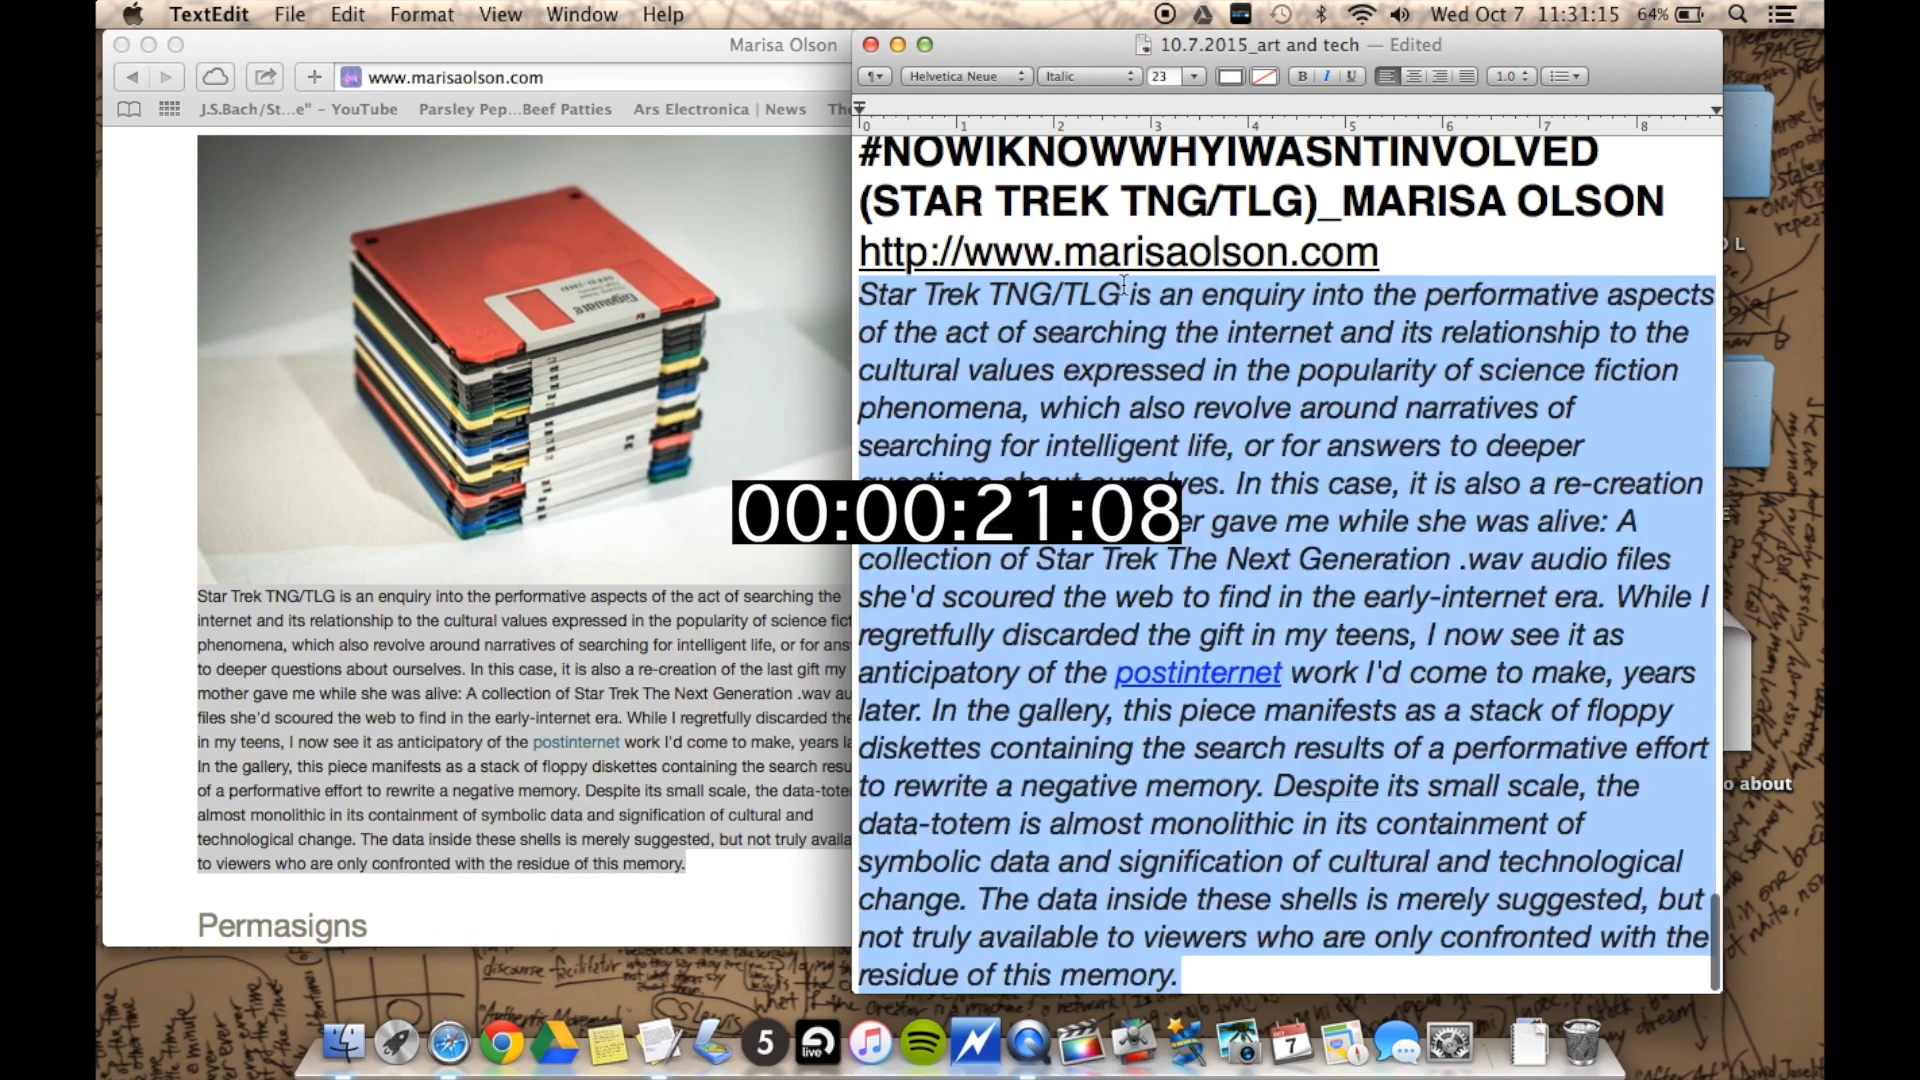 TextEdit File Edit Format View Window Help Wed Oct 7 11:31:15 64%
Marisa Olson
www.marisaolson.com
J.S.Bach/St...e" – YouTube Parsley Pep...Beef Patties Ars Electronica | News The
Star Trek TNG/TLG is an enquiry into the performative aspects of the act of searching the
internet and its relationship to the cultural values expressed in the popularity of science fict
phenomena, which also revolve around narratives of searching for intelligent life, or for ans
to deeper questions about ourselves. In this case, it is also a re-creation of the last gift my
mother gave me while she was alive: A collection of Star Trek The Next Generation .wav au
files she'd scoured the web to find in the early-internet era. While I regretfully discarded the
in my teens, I now see it as anticipatory of the postinternet work I'd come to make, years la
In the gallery, this piece manifests as a stack of floppy diskettes containing the search resu
of a performative effort to rewrite a negative memory. Despite its small scale, the data-tote
almost monolithic in its containment of symbolic data and signification of cultural and
technological change. The data inside these shells is merely suggested, but not truly availa
to viewers who are only confronted with the residue of this memory.
Permasigns
10.7.2015_art and tech — Edited
Helvetica Neue Italic 23 B I U 1.0
0 1 2 3 4 5 6 7 8
#NOWIKNOWWHYIWASNTINVOLVED
(STAR TREK TNG/TLG)_MARISA OLSON
http://www.marisaolson.com
Star Trek TNG/TLG is an enquiry into the performative aspects
of the act of searching the internet and its relationship to the
cultural values expressed in the popularity of science fiction
phenomena, which also revolve around narratives of
searching for intelligent life, or for answers to deeper
questions about ourselves. In this case, it is also a re-creation
er gave me while she was alive: A
collection of Star Trek The Next Generation .wav audio files
she'd scoured the web to find in the early-internet era. While I
regretfully discarded the gift in my teens, I now see it as
anticipatory of the postinternet work I'd come to make, years
later. In the gallery, this piece manifests as a stack of floppy
diskettes containing the search results of a performative effort
to rewrite a negative memory. Despite its small scale, the
data-totem is almost monolithic in its containment of
symbolic data and signification of cultural and technological
change. The data inside these shells is merely suggested, but
not truly available to viewers who are only confronted with the
residue of this memory.
00:00:21:08
o about
discourse facilitator
5
live
OCT
7